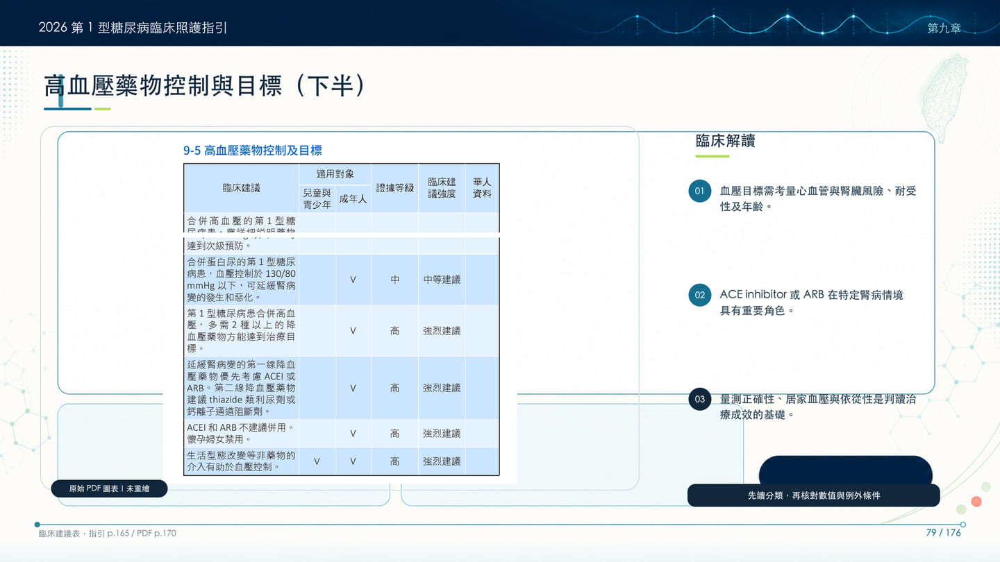 2026 第 1 型糖尿病臨床照護指引
第九章
高血壓藥物控制與目標（下半）
9-5 高血壓藥物控制及目標
臨床建議
適用對象
兒童與
青少年
成年人
證據等級
臨床建
議強度
華人
資料
合併高血壓的第 1 型糖
達到次級預防。
合併蛋白尿的第 1 型糖尿
病患，血壓控制於 130/80
mmHg 以下，可延緩腎病
變的發生和惡化。
V
中
中等建議
第 1 型糖尿病患合併高血
壓，多需 2 種以上的降
血壓藥物方能達到治療目
標。
V
高
強烈建議
延緩腎病變的第一線降血
壓藥物優先考慮 ACEI 或
ARB。第二線降血壓藥物
建議 thiazide 類利尿劑或
鈣離子通道阻斷劑。
V
高
強烈建議
ACEI 和 ARB 不建議併用。
懷孕婦女禁用。
V
高
強烈建議
生活型態改變等非藥物的
介入有助於血壓控制。
V
V
高
強烈建議
原始 PDF 圖表｜未重繪
臨床解讀
01
血壓目標需考量心血管與腎臟風險、耐受
性及年齡。
02
ACE inhibitor 或 ARB 在特定腎病情境
具有重要角色。
03
量測正確性、居家血壓與依從性是判讀治
療成效的基礎。
先讀分類，再核對數值與例外條件
臨床建議表，指引 p.165 / PDF p.170
79 / 176